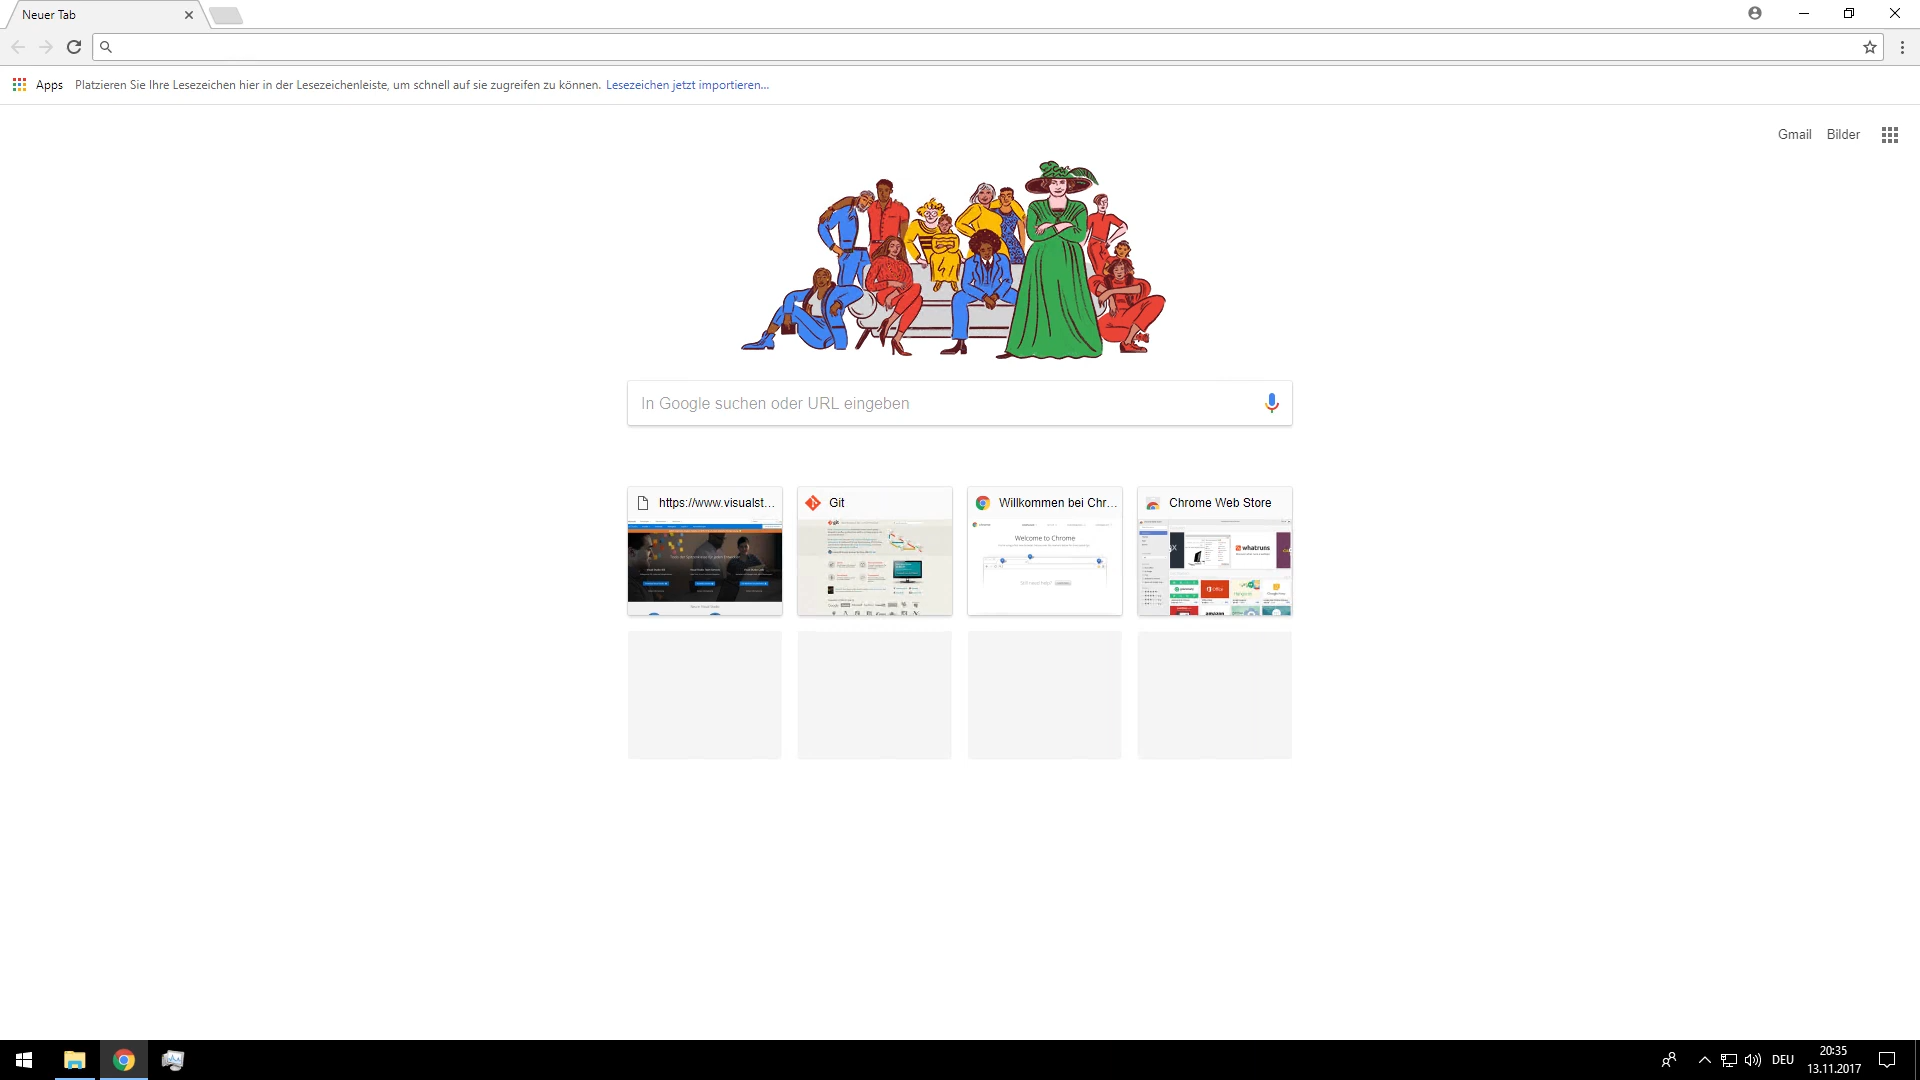 Neuer Tab
Apps Platzieren Sie Ihre Lesezeichen hier in der Lesezeichenleiste, um schnell auf sie zugreifen zu können. Lesezeichen jetzt importieren...
Gmail Bilder
In Google suchen oder URL eingeben
https://www.visualst... Git Willkommen bei Chr... Chrome Web Store
Welcome to Chrome
whatruns
amazon
DEU
20:35
13.11.2017